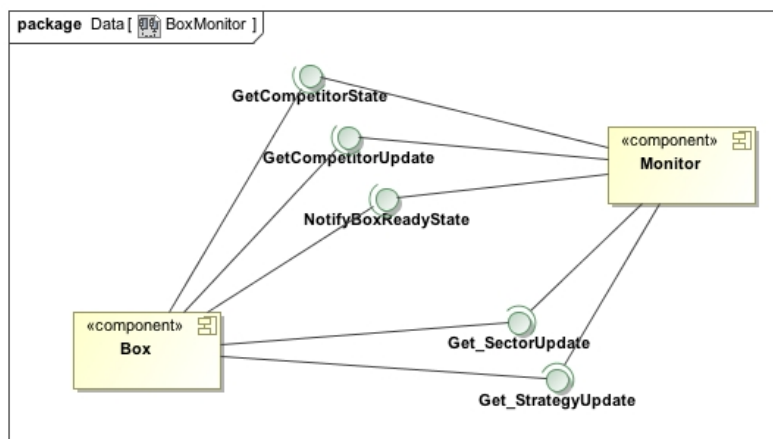 package Data [ BoxMonitor ]
GetCompetitorState
«component»
Monitor
GetCompetitorUpdate
NotifyBoxReadyState
«component»
Box
Get_SectorUpdate
Get_StrategyUpdate